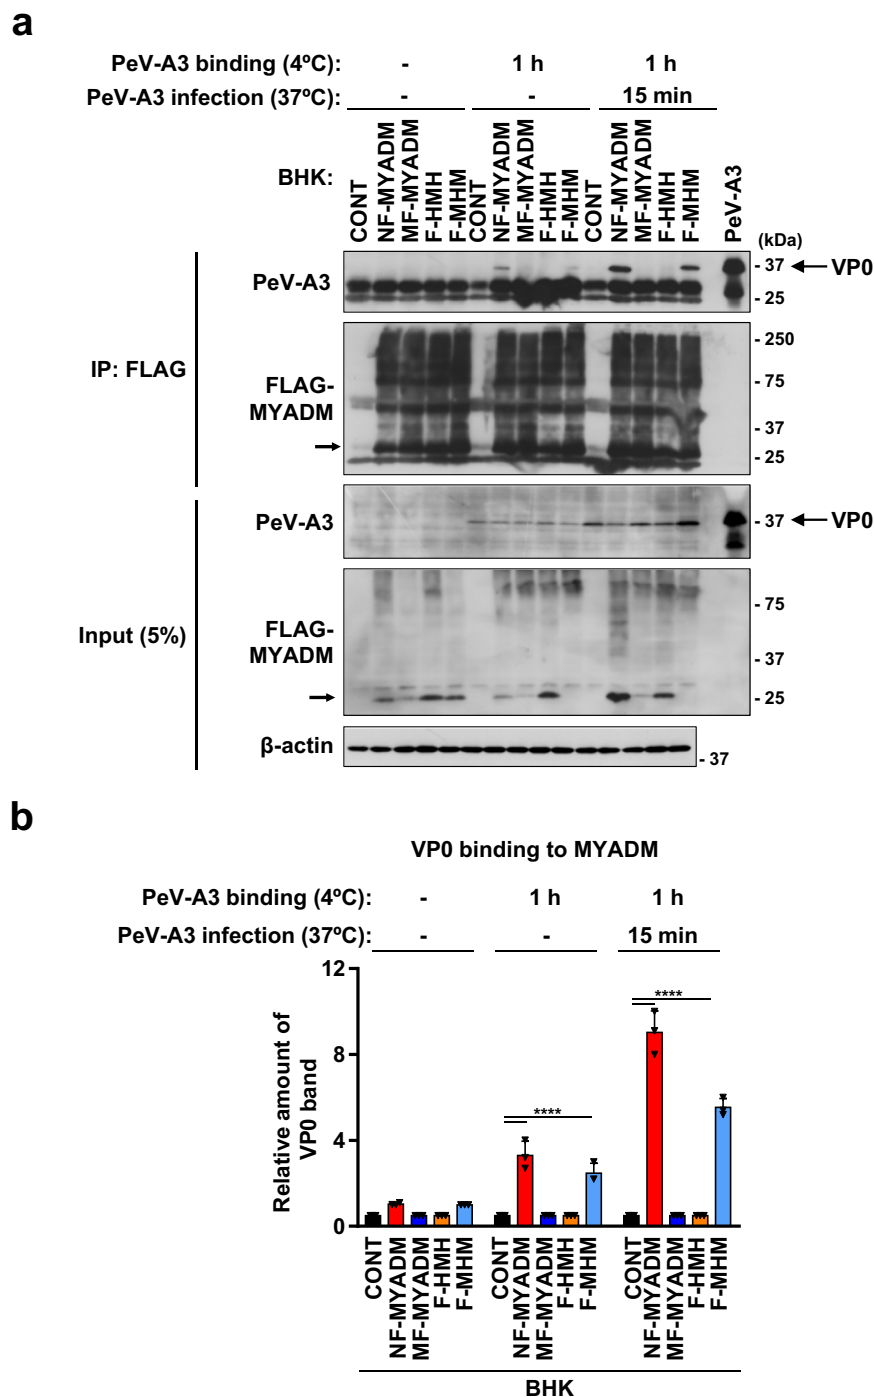 a
PeV-A3 binding (4ºC): - 1 h 1 h
PeV-A3 infection (37ºC): - - 15 min
BHK: CONT NF-MYADM MF-MYADM F-HMH F-MHM CONT NF-MYADM MF-MYADM F-HMH F-MHM CONT NF-MYADM MF-MYADM F-HMH F-MHM PeV-A3
(kDa)
IP: FLAG
PeV-A3 - 37 VP0
- 25
FLAG-
MYADM
- 250
- 75
- 37
- 25
Input (5%)
PeV-A3 - 37 VP0
FLAG-
MYADM
- 75
- 37
- 25
β-actin - 37
b
VP0 binding to MYADM
PeV-A3 binding (4ºC): - 1 h 1 h
PeV-A3 infection (37ºC): - - 15 min
Relative amount of
VP0 band
12
8
4
0
****
****
CONT NF-MYADM MF-MYADM F-HMH F-MHM CONT NF-MYADM MF-MYADM F-HMH F-MHM CONT NF-MYADM MF-MYADM F-HMH F-MHM
BHK